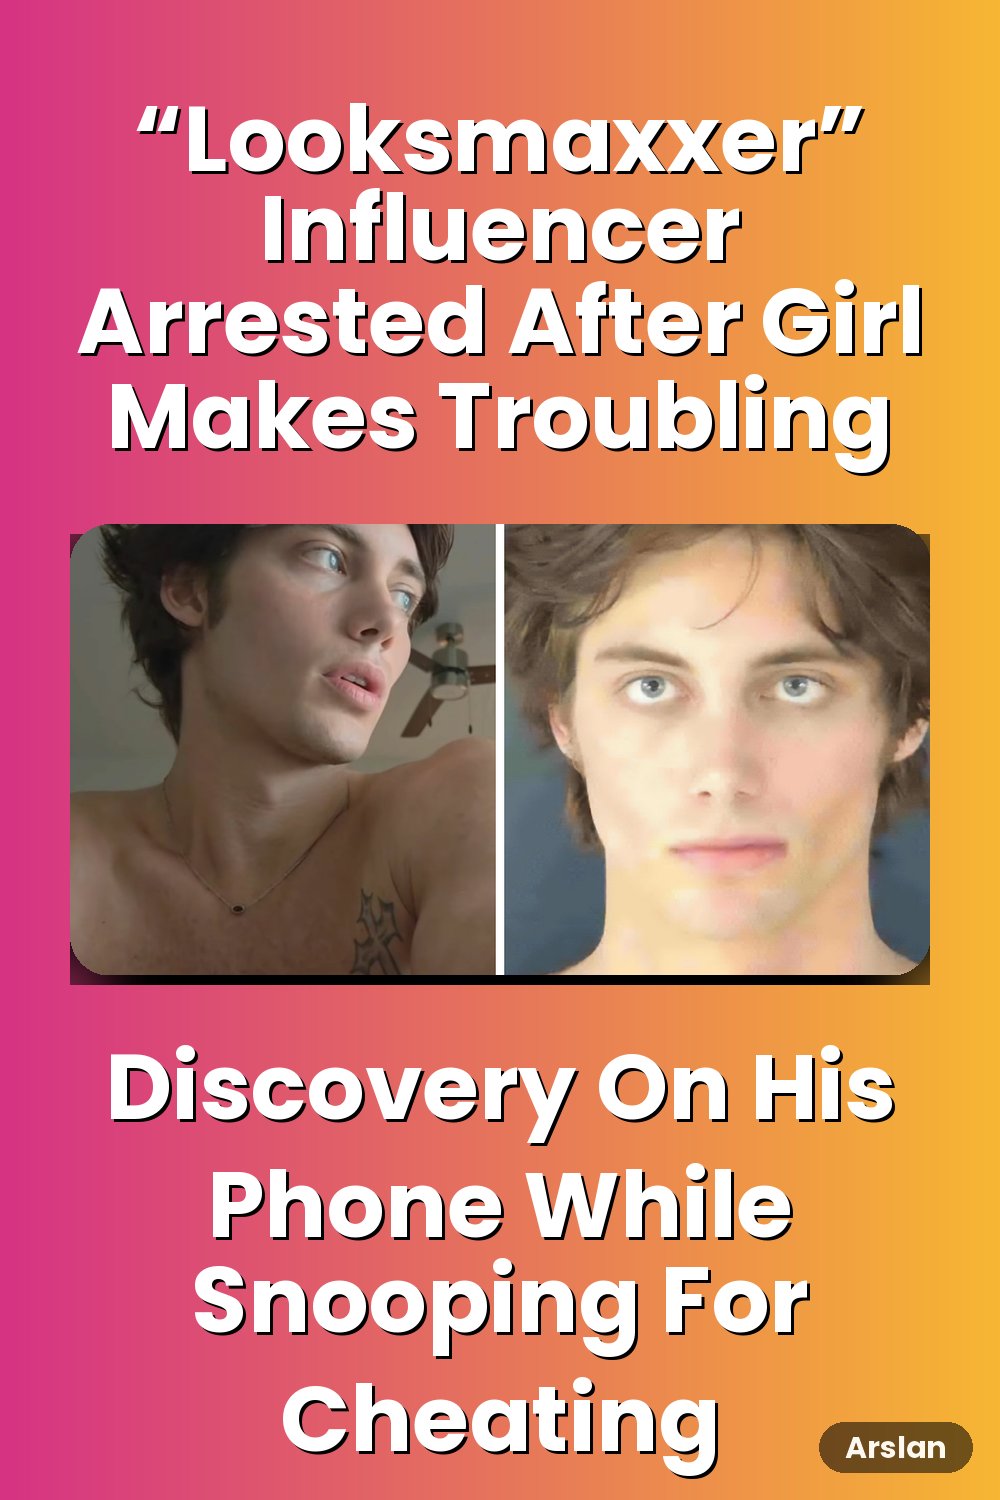 “Looksmaxxer”
Influencer
Arrested After Girl
Makes Troubling
Discovery On His
Phone While
Snooping For
Cheating
Arslan